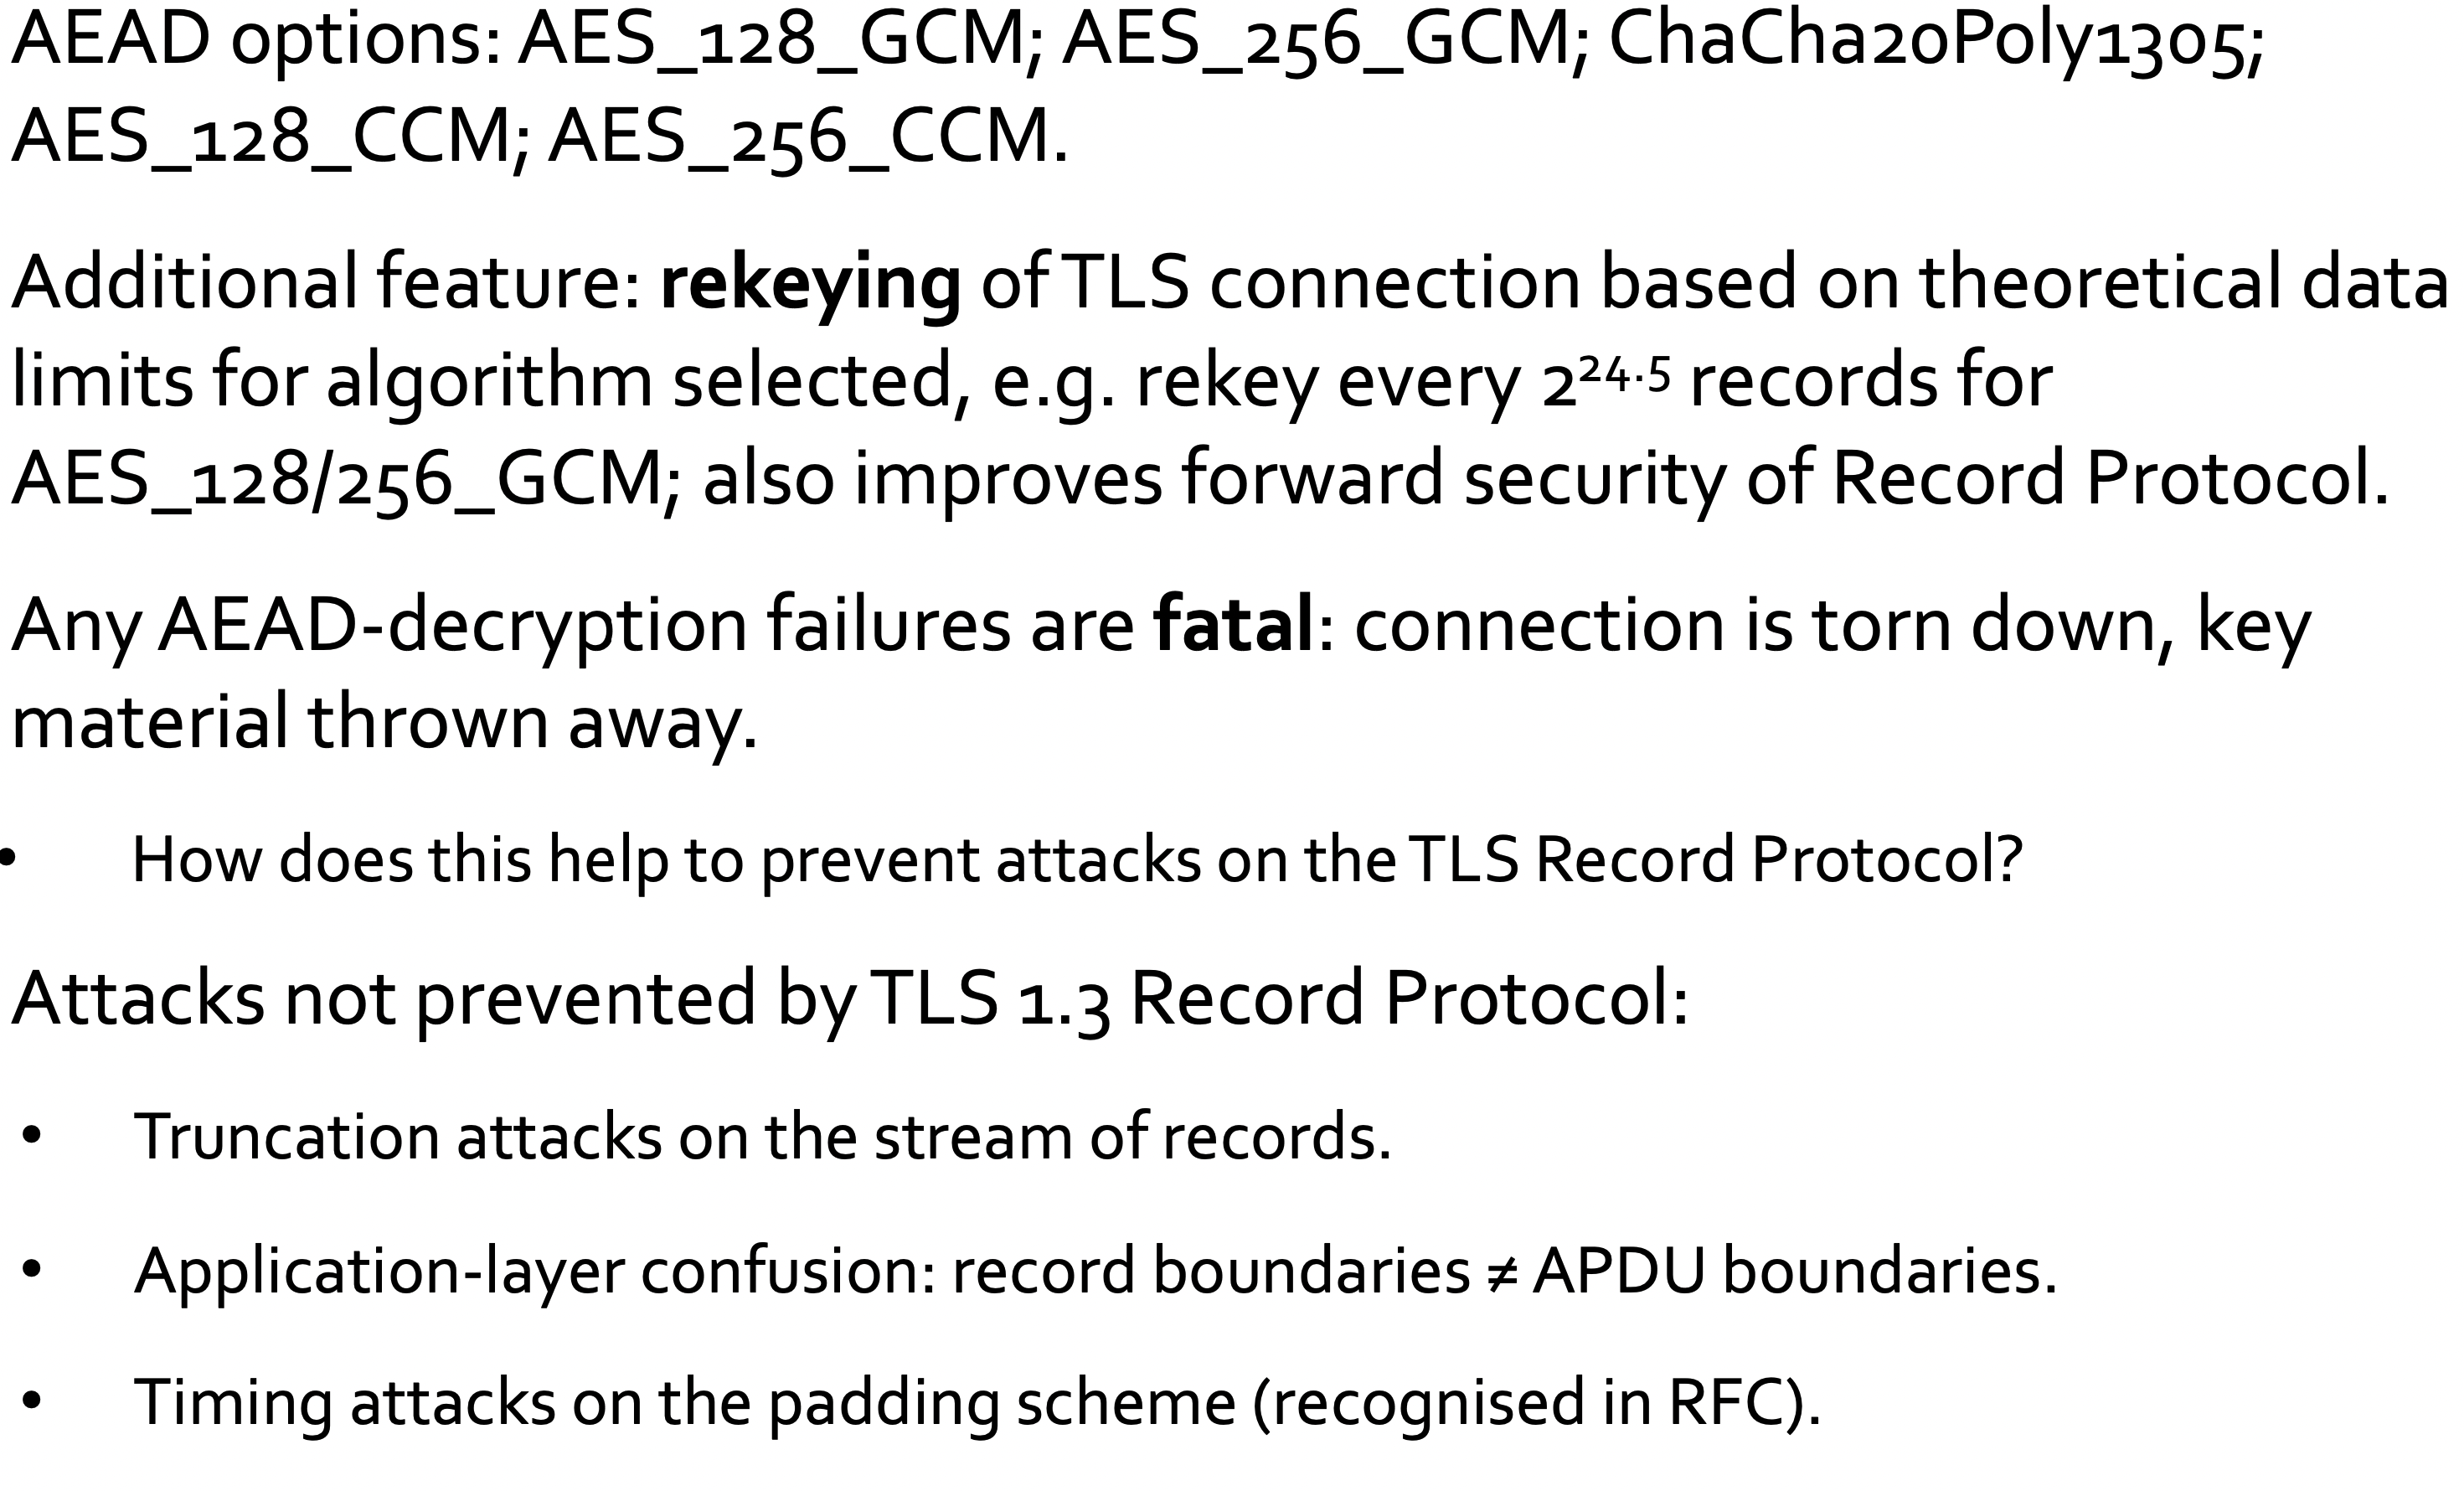 AEAD options: AES_128_GCM; AES_256_GCM; ChaCha20Poly1305;
AES_128_CCM; AES_256_CCM.
Additional feature: rekeying of TLS connection based on theoretical data
limits for algorithm selected, e.g. rekey every 2^24.5 records for
AES_128/256_GCM; also improves forward security of Record Protocol.
Any AEAD-decryption failures are fatal: connection is torn down, key
material thrown away.
• How does this help to prevent attacks on the TLS Record Protocol?
Attacks not prevented by TLS 1.3 Record Protocol:
• Truncation attacks on the stream of records.
• Application-layer confusion: record boundaries ≠ APDU boundaries.
• Timing attacks on the padding scheme (recognised in RFC).